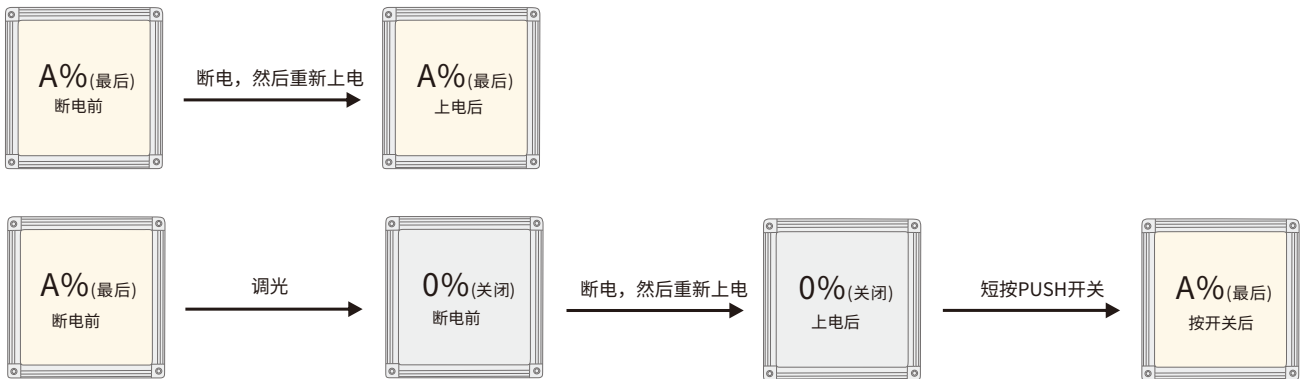 A%(最后)
断电前
断电，然后重新上电
A%(最后)
上电后
A%(最后)
断电前
调光
0%(关闭)
断电前
断电，然后重新上电
0%(关闭)
上电后
短按PUSH开关
A%(最后)
按开关后